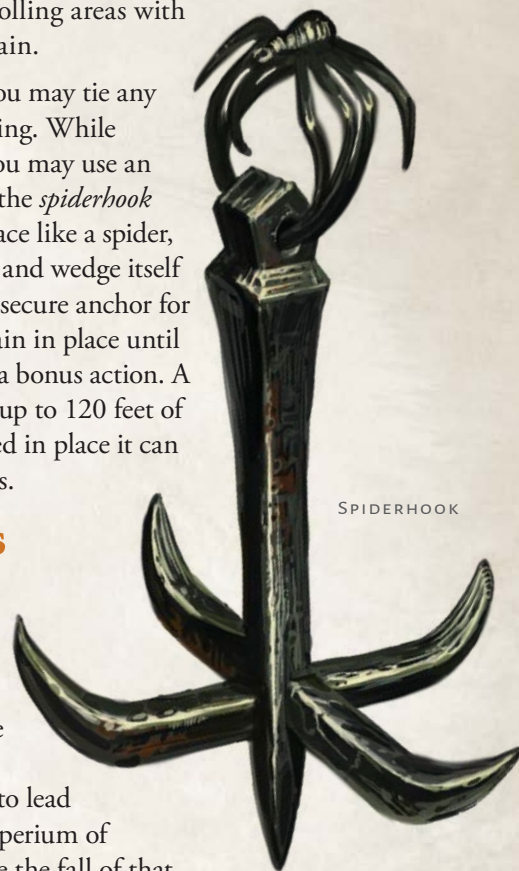 olling areas with
ain.
ou may tie any
ing. While
ou may use an
the spiderhook
ace like a spider,
and wedge itself
secure anchor for
ain in place until
a bonus action. A
up to 120 feet of
ed in place it can
s.
SPIDERHOOK
s
e
to lead
perium of
e the fall of that